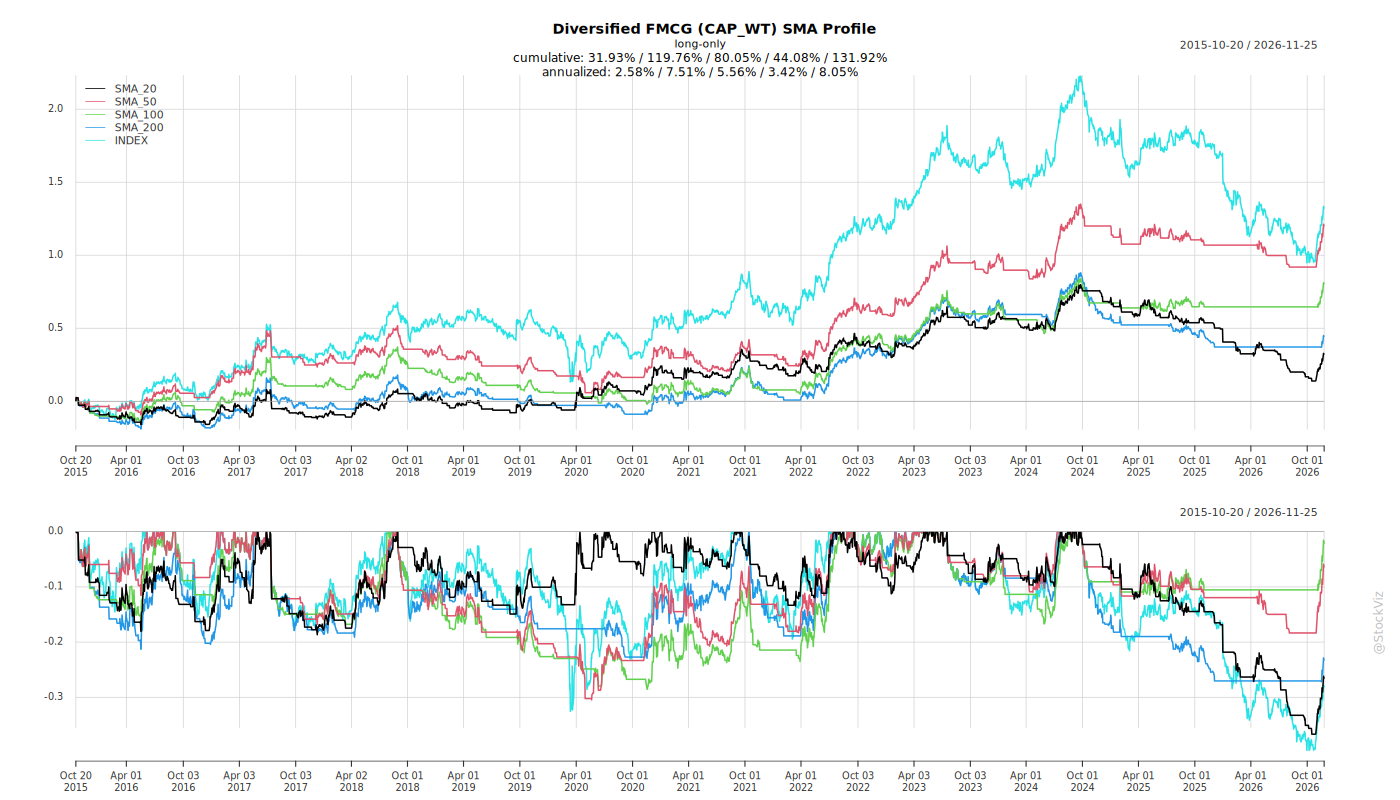 Diversified FMCG (CAP_WT) SMA Profile
long-only
cumulative: 31.93% / 119.76% / 80.05% / 44.08% / 131.92%
annualized: 2.58% / 7.51% / 5.56% / 3.42% / 8.05%
2015-10-20 / 2026-11-25
SMA_20
SMA_50
SMA_100
SMA_200
INDEX
2.0
1.5
1.0
0.5
0.0
Oct 20 2015
Apr 01 2016
Oct 03 2016
Apr 03 2017
Oct 03 2017
Apr 02 2018
Oct 01 2018
Apr 01 2019
Oct 01 2019
Apr 01 2020
Oct 01 2020
Apr 01 2021
Oct 01 2021
Apr 01 2022
Oct 03 2022
Apr 03 2023
Oct 03 2023
Apr 01 2024
Oct 01 2024
Apr 01 2025
Oct 01 2025
Apr 01 2026
Oct 01 2026
2015-10-20 / 2026-11-25
0.0
-0.1
-0.2
-0.3
Oct 20 2015
Apr 01 2016
Oct 03 2016
Apr 03 2017
Oct 03 2017
Apr 02 2018
Oct 01 2018
Apr 01 2019
Oct 01 2019
Apr 01 2020
Oct 01 2020
Apr 01 2021
Oct 01 2021
Apr 01 2022
Oct 03 2022
Apr 03 2023
Oct 03 2023
Apr 01 2024
Oct 01 2024
Apr 01 2025
Oct 01 2025
Apr 01 2026
Oct 01 2026
@StockViz